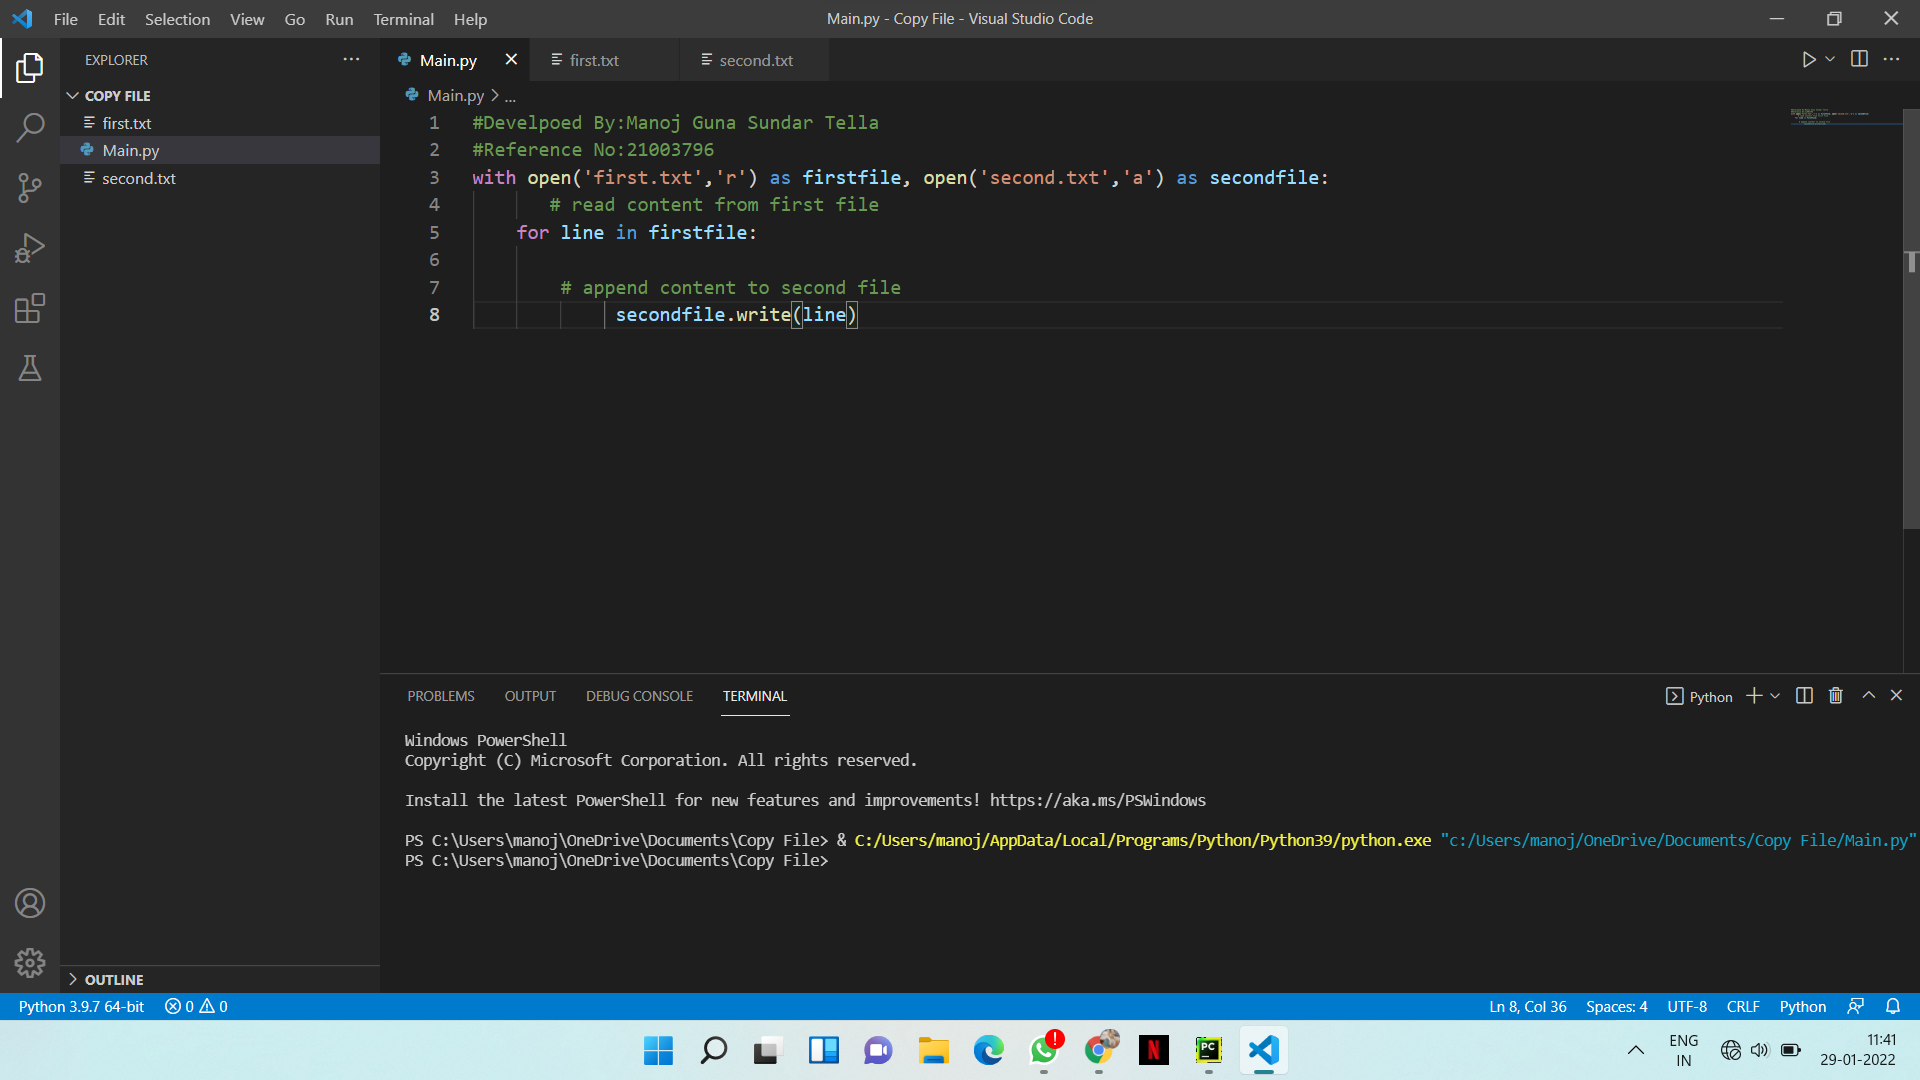 File Edit Selection View Go Run Terminal Help
Main.py - Copy File - Visual Studio Code
EXPLORER
COPY FILE
first.txt
Main.py
second.txt
OUTLINE
Main.py first.txt second.txt
Main.py > ...
1 #Develpoed By:Manoj Guna Sundar Tella
2 #Reference No:21003796
3 with open('first.txt','r') as firstfile, open('second.txt','a') as secondfile:
4 # read content from first file
5 for line in firstfile:
6
7 # append content to second file
8 secondfile.write(line)
PROBLEMS OUTPUT DEBUG CONSOLE TERMINAL
Python
Windows PowerShell
Copyright (C) Microsoft Corporation. All rights reserved.
Install the latest PowerShell for new features and improvements! https://aka.ms/PSWindows
PS C:\Users\manoj\OneDrive\Documents\Copy File> & C:/Users/manoj/AppData/Local/Programs/Python/Python39/python.exe "c:/Users/manoj/OneDrive/Documents/Copy File/Main.py"
PS C:\Users\manoj\OneDrive\Documents\Copy File>
Python 3.9.7 64-bit 0 0
Ln 8, Col 36 Spaces: 4 UTF-8 CRLF Python
PC
ENG
IN
11:41
29-01-2022